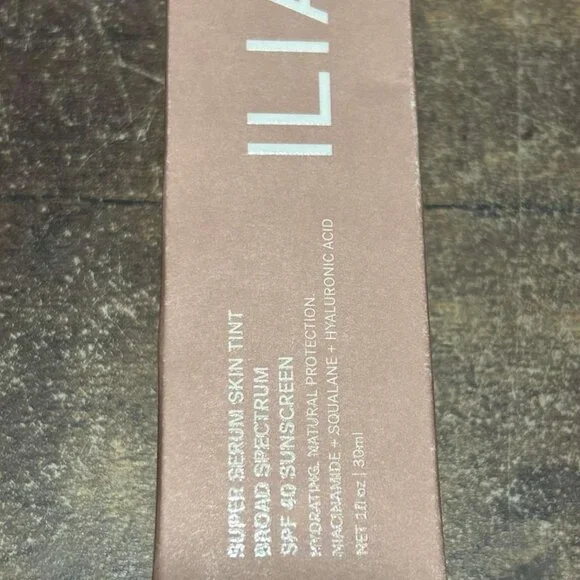 ILIA
SUPER SERUM SKIN TINT
BROAD SPECTRUM
SPF 40 SUNSCREEN
HYDRATING. NATURAL PROTECTION.
NIACINAMIDE + SQUALANE + HYALURONIC ACID
NET 1 fl oz | 30ml